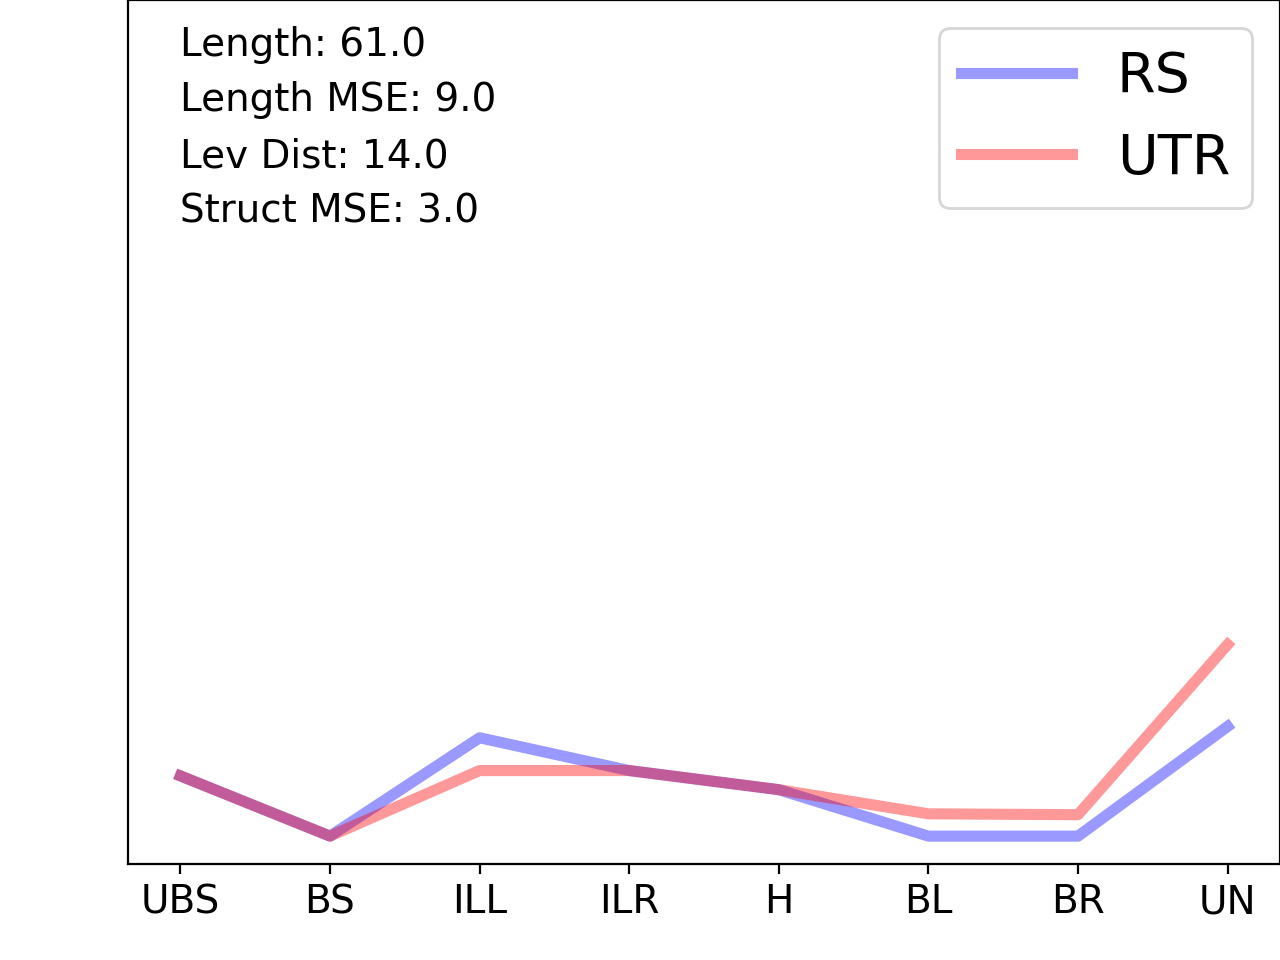 Length: 61.0
Length MSE: 9.0
Lev Dist: 14.0
Struct MSE: 3.0
RS
UTR
UBS BS ILL ILR H BL BR UN